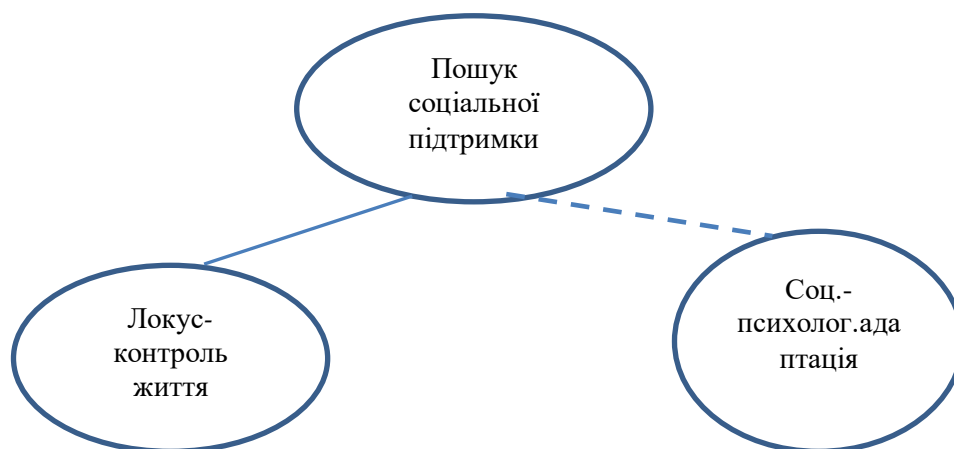 Пошук
соціальної
підтримки
Локус-
контроль
життя
Соц.-
психолог.ада
птація